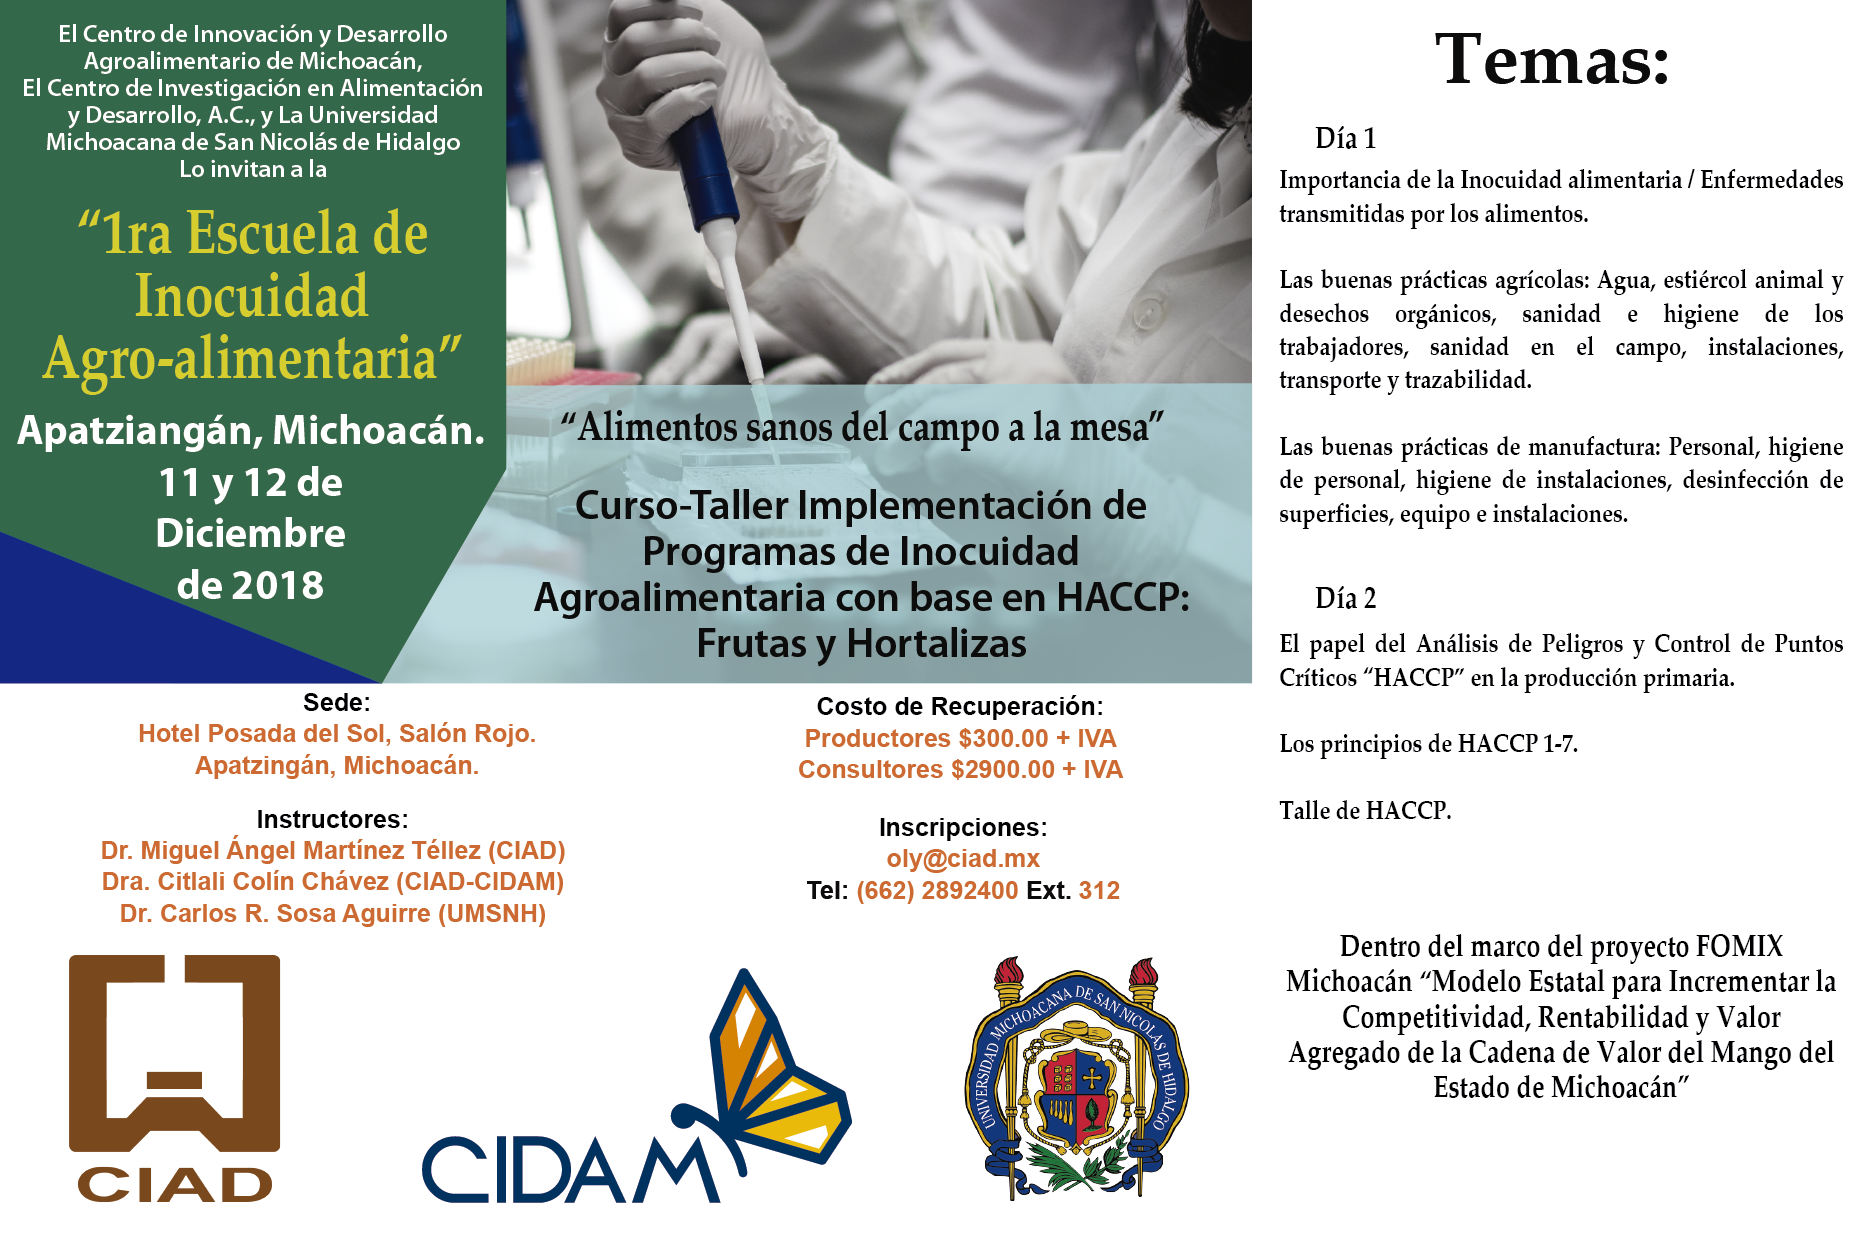 El Centro de Innovación y Desarrollo
Agroalimentario de Michoacán,
El Centro de Investigación en Alimentación
y Desarrollo, A.C., y La Universidad
Michoacana de San Nicolás de Hidalgo
Lo invitan a la
“1ra Escuela de
Inocuidad
Agro-alimentaria”
Apatziangán, Michoacán.
11 y 12 de
Diciembre
de 2018
“Alimentos sanos del campo a la mesa”
Curso-Taller Implementación de
Programas de Inocuidad
Agroalimentaria con base en HACCP:
Frutas y Hortalizas
Sede:
Hotel Posada del Sol, Salón Rojo.
Apatzingán, Michoacán.
Instructores:
Dr. Miguel Ángel Martínez Téllez (CIAD)
Dra. Citlali Colín Chávez (CIAD-CIDAM)
Dr. Carlos R. Sosa Aguirre (UMSNH)
Costo de Recuperación:
Productores $300.00 + IVA
Consultores $2900.00 + IVA
Inscripciones:
oly@ciad.mx
Tel: (662) 2892400 Ext. 312
CIAD
CIDAM
UNIVERSIDAD MICHOACANA DE SAN NICOLAS DE HIDALGO
Temas:
Día 1
Importancia de la Inocuidad alimentaria / Enfermedades
transmitidas por los alimentos.
Las buenas prácticas agrícolas: Agua, estiércol animal y
desechos orgánicos, sanidad e higiene de los
trabajadores, sanidad en el campo, instalaciones,
transporte y trazabilidad.
Las buenas prácticas de manufactura: Personal, higiene
de personal, higiene de instalaciones, desinfección de
superficies, equipo e instalaciones.
Día 2
El papel del Análisis de Peligros y Control de Puntos
Críticos “HACCP” en la producción primaria.
Los principios de HACCP 1-7.
Talle de HACCP.
Dentro del marco del proyecto FOMIX
Michoacán “Modelo Estatal para Incrementar la
Competitividad, Rentabilidad y Valor
Agregado de la Cadena de Valor del Mango del
Estado de Michoacán”